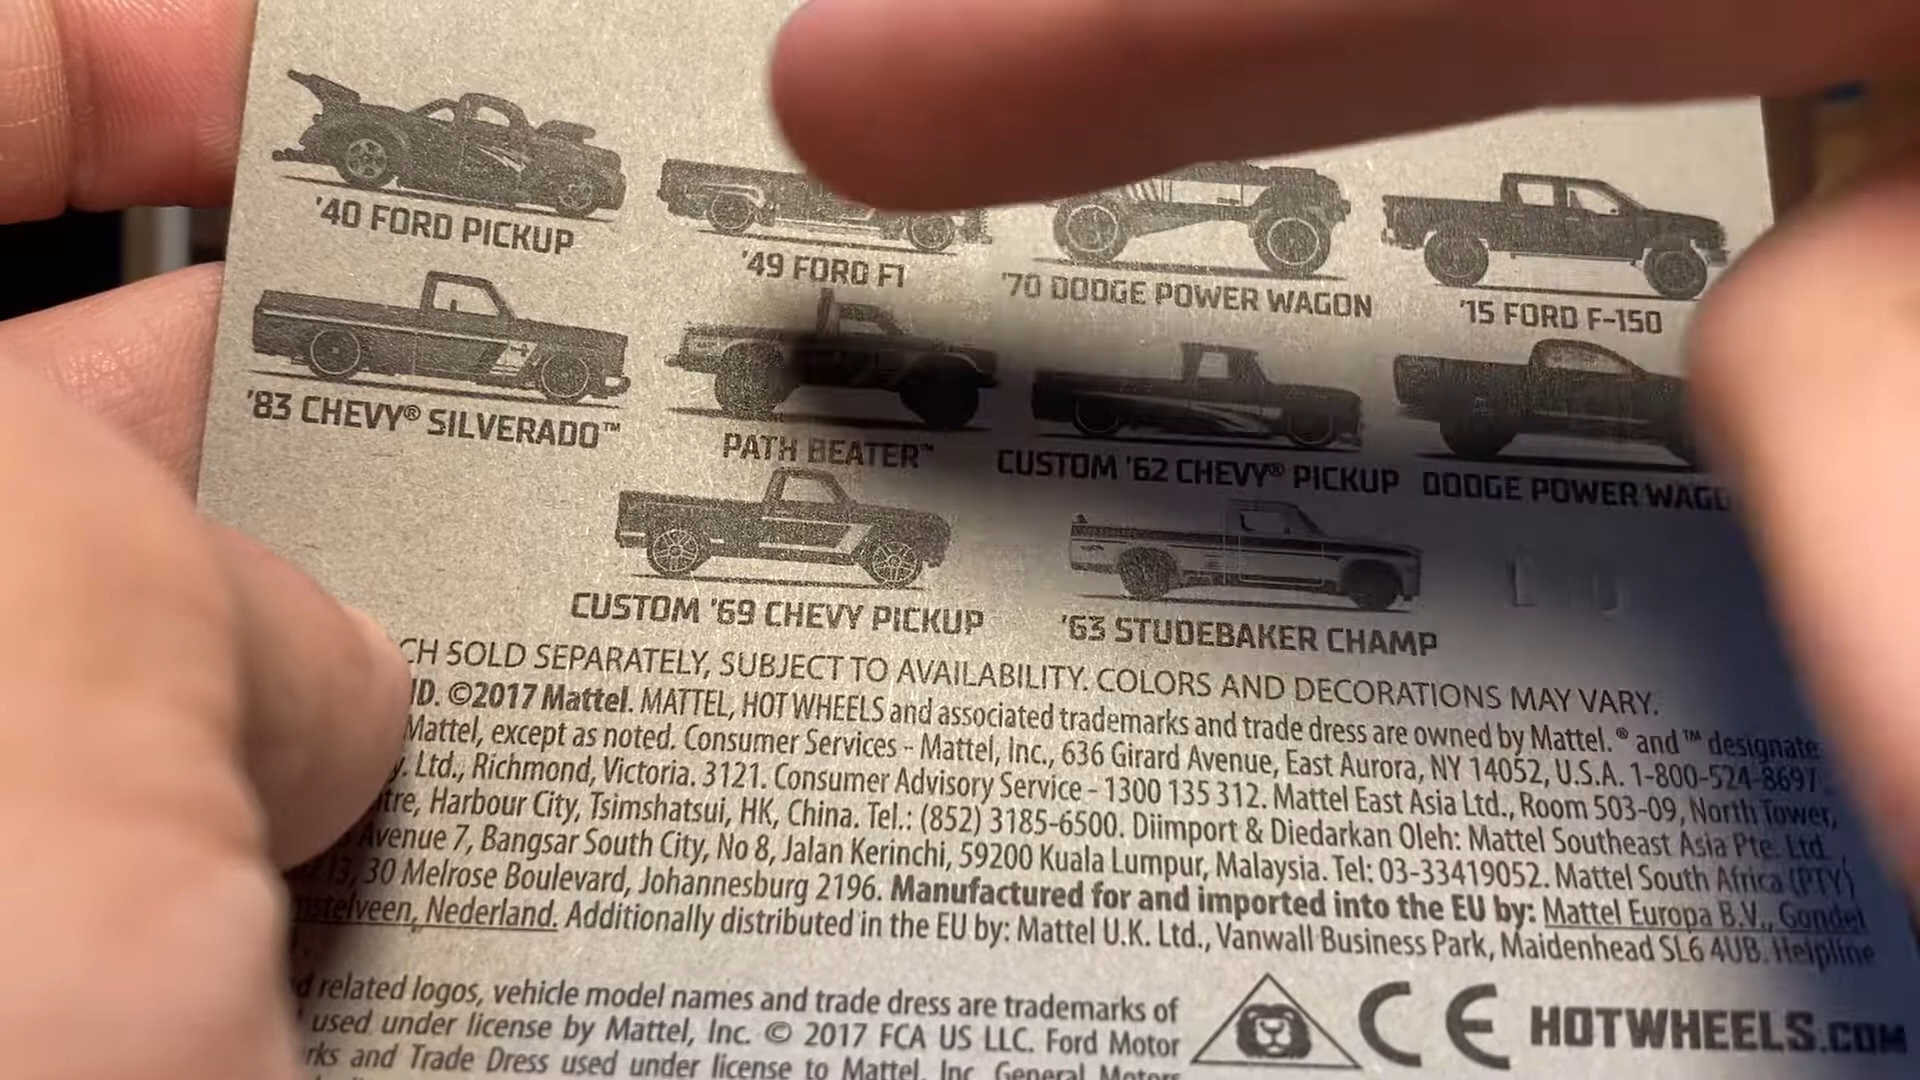 '40 FORD PICKUP
'49 FORD F1
'70 DODGE POWER WAGON
'15 FORD F-150
'83 CHEVY® SILVERADO™
PATH BEATER™
CUSTOM '62 CHEVY® PICKUP
DODGE POWER
CUSTOM '69 CHEVY PICKUP
'63 STUDEBAKER CHAMP
SOLD SEPARATELY, SUBJECT TO AVAILABILITY. COLORS AND DECORATIONS MAY VARY.
©2017 Mattel. MATTEL, HOT WHEELS and associated trademarks and trade dress are owned by Mattel. ® and ™ designate
Mattel, except as noted. Consumer Services - Mattel, Inc., 636 Girard Avenue, East Aurora, NY 14052, U.S.A. 1-800-524-8697.
Ltd., Richmond, Victoria. 3121. Consumer Advisory Service - 1300 135 312. Mattel East Asia Ltd., Room 503-09, North Tower,
Harbour City, Tsimshatsui, HK, China. Tel.: (852) 3185-6500. Diimport & Diedarkan Oleh: Mattel Southeast Asia Pte. Ltd.
Avenue 7, Bangsar South City, No 8, Jalan Kerinchi, 59200 Kuala Lumpur, Malaysia. Tel: 03-33419052. Mattel South Africa (PTY)
30 Melrose Boulevard, Johannesburg 2196. Manufactured for and imported into the EU by: Mattel Europa B.V., Gondel
Nederland. Additionally distributed in the EU by: Mattel U.K. Ltd., Vanwall Business Park, Maidenhead SL6 4UB. Helpline
related logos, vehicle model names and trade dress are trademarks of
used under license by Mattel, Inc. © 2017 FCA US LLC. Ford Motor
and Trade Dress used under license to Mattel, Inc. General Motors
CE HOTWHEELS.COM